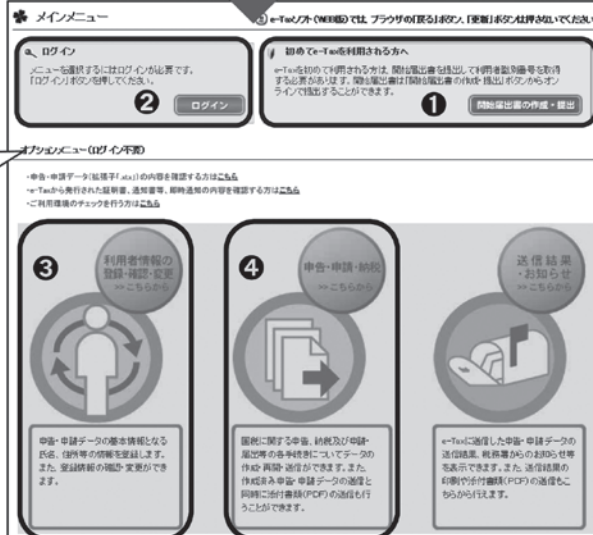 メインメニュー
e-Taxソフト(WEB版)では、ブラウザの「戻る」ボタン、「更新」ボタンは押さないでください
ログイン
メニューを選択するにはログインが必要です。
「ログイン」ボタンを押してください。
❷ ログイン
初めてe-Taxを利用される方へ
e-Taxを初めて利用される方は、開始届出書を提出して利用者識別番号を取得
する必要があります。開始届出書は「開始届出書の作成・提出」ボタンからオン
ラインで提出することができます。
❶ 開始届出書の作成・提出
オプションメニュー(ログイン不要)
・申告・申請データ(拡張子「.xtx」)の内容を確認する方はこちら
・e-Taxから発行された証明書、通知書等、即時通知の内容を確認する方はこちら
・ご利用環境のチェックを行う方はこちら
❸
利用者情報の
登録・確認・変更
>>こちらから
申告・申請データの基本情報となる
氏名、住所等の情報を登録します。
また、登録情報の確認・変更ができ
ます。
❹
申告・申請・納税
>>こちらから
国税に関する申告、納税及び申請・
届出等の各手続きについてデータの
作成・再開・送信ができます。また、
作成済み申告・申請データの送信と
同時に添付書類(PDF)の送信も行
うことができます。
送信結果
・お知らせ
>>こちらから
e-Taxに送信した申告・申請データの
送信結果、税務署からのお知らせ等
を表示できます。また、送信結果の
印刷や添付書類(PDF)の送信もこ
ちらから行えます。